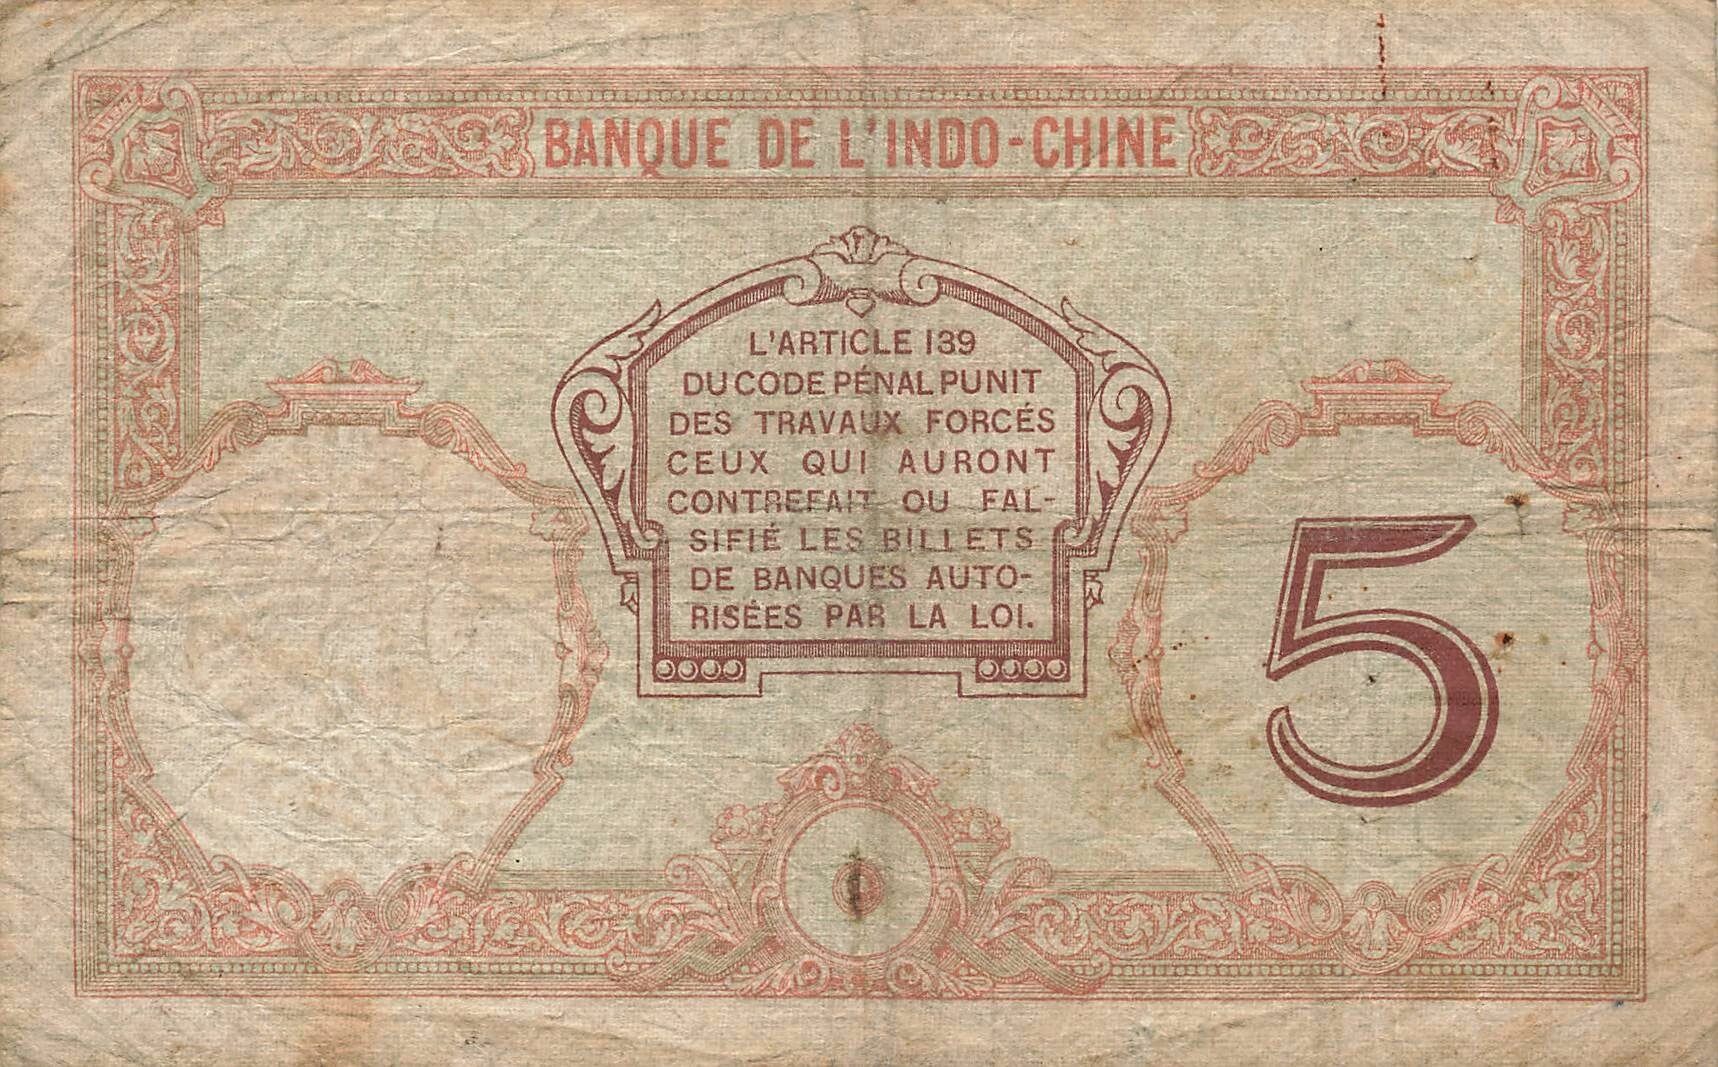 BANQUE DE L'INDO-CHINE
L'ARTICLE 139
DU CODE PÉNAL PUNIT
DES TRAVAUX FORCÉS
CEUX QUI AURONT
CONTREFAIT OU FAL-
SIFIÉ LES BILLETS
DE BANQUES AUTO-
RISÉES PAR LA LOI.
5